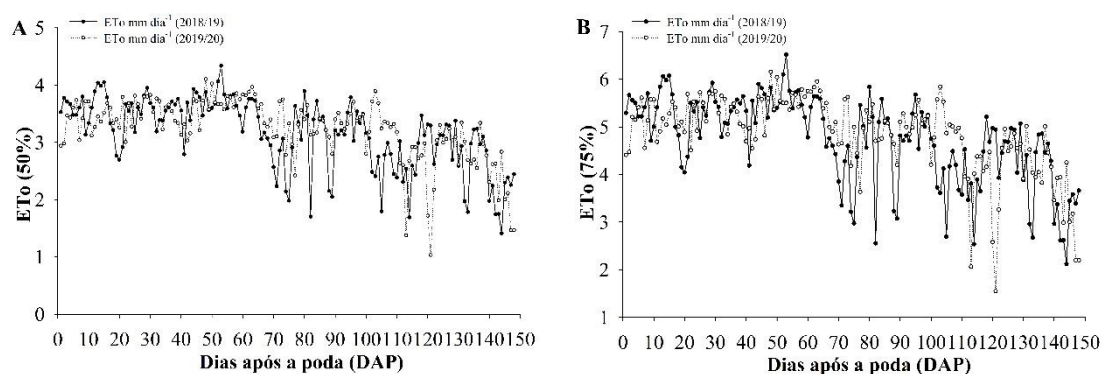 A
ETo mm dia⁻¹ (2018/19)
ETo mm dia⁻¹ (2019/20)
5
4
3
2
1
0
ETo (50%)
0 10 20 30 40 50 60 70 80 90 100 110 120 130 140 150
Dias após a poda (DAP)
B
ETo mm dia⁻¹ (2018/19)
ETo mm dia⁻¹ (2019/20)
7
6
5
4
3
2
1
ETo (75%)
0 10 20 30 40 50 60 70 80 90 100 110 120 130 140 150
Dias após a poda (DAP)